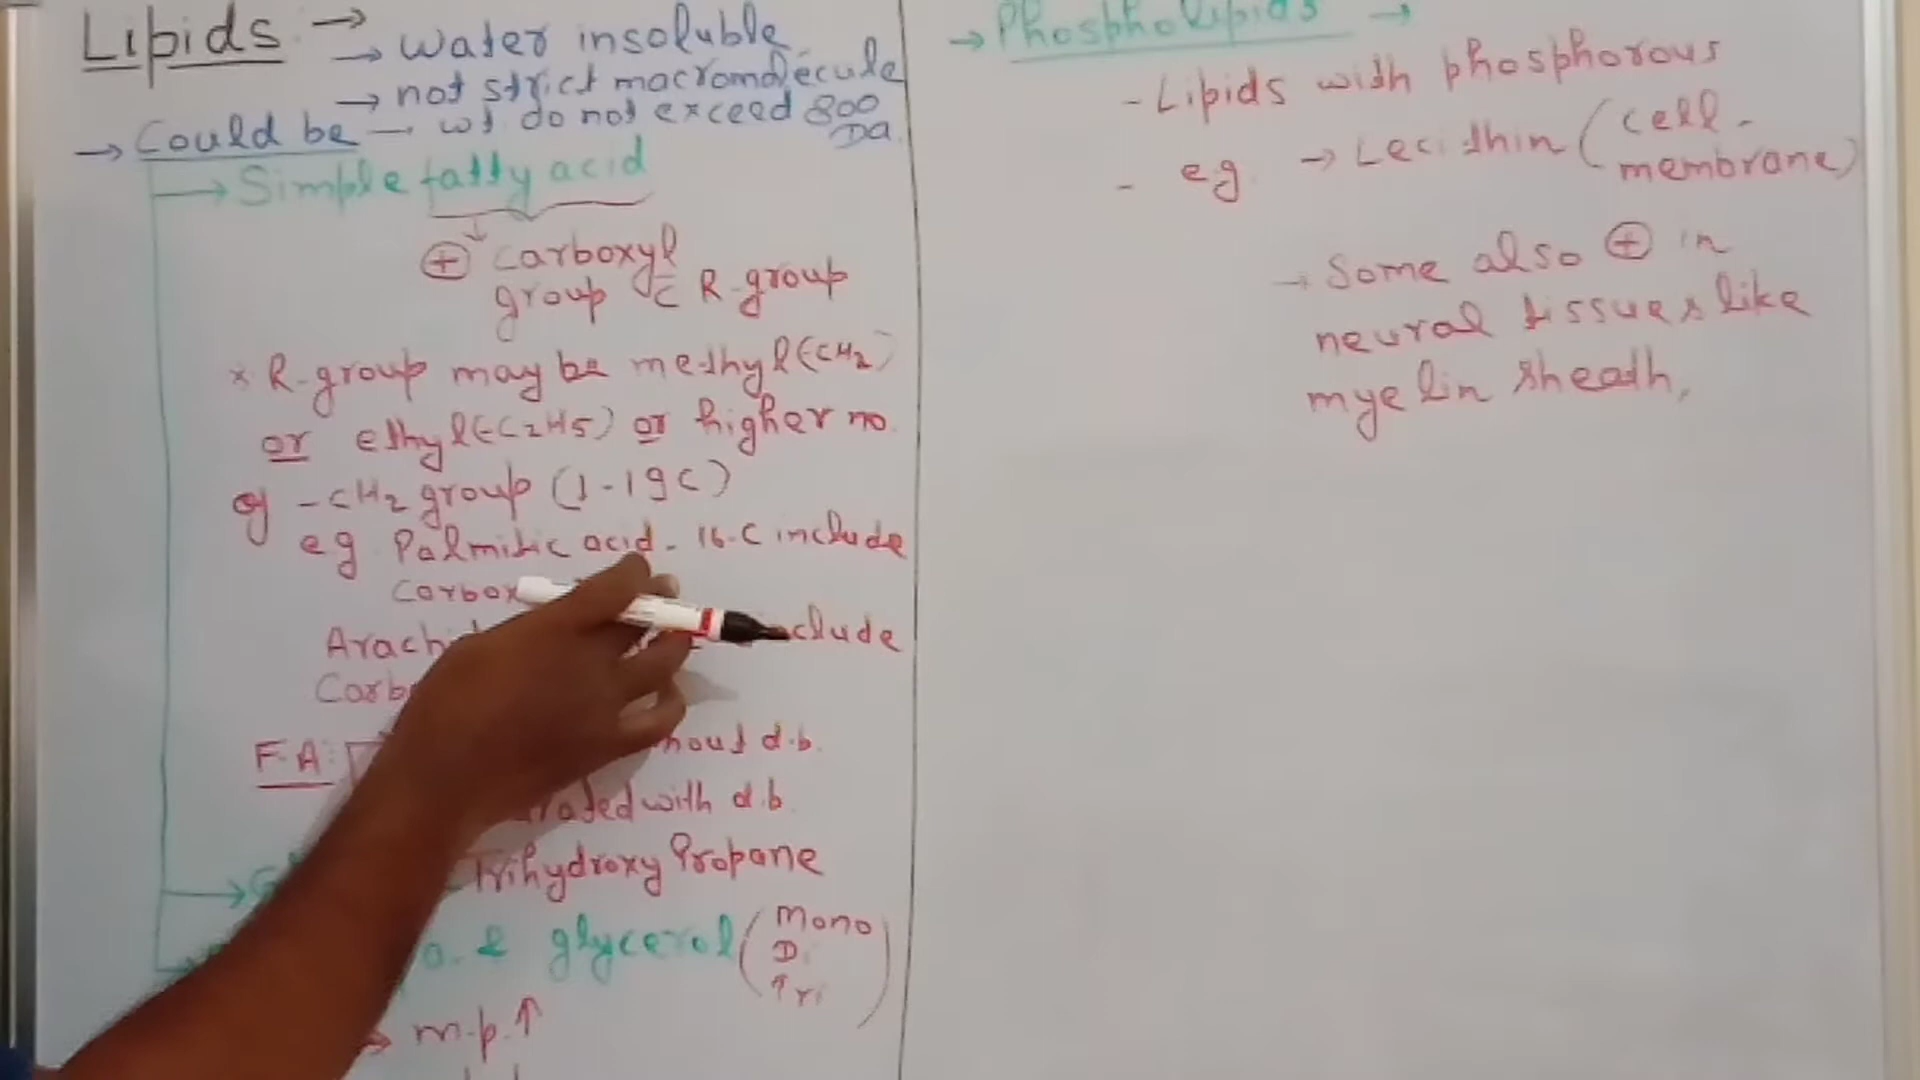 Lipids →
→ Water insoluble
→ not strict macromolecule
→ Could be — wt do not exceed 800 Da.
→ Simple fatty acid
⊕ carboxyl
group c̄ R-group
* R-group may be methyl(-CH2)
or ethyl(-C2H5) or higher no.
of -CH2 group (1-19C)
eg Palmitic acid - 16-C include
Carbox
Arachi clude
Carb
F.A: hout d.b.
rated with d.b.
→ G Trihydroxy Propane
a. & glycerol (Mono
Di
Tri)
→ m.p.↑
→ Phospholipids →
- Lipids with phosphorous
- eg. → Lecithin (cell-
membrane)
→ Some also ⊕ in
neural tissues like
myelin sheath,